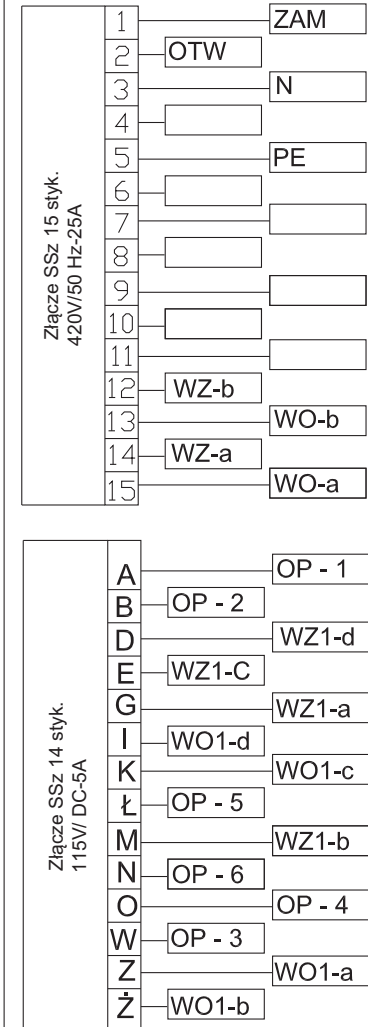 Złącze SSz 15 styk.
420V/50 Hz-25A
1 ZAM
2 OTW
3 N
4
5 PE
6
7
8
9
10
11
12 WZ-b
13 WO-b
14 WZ-a
15 WO-a
Złącze SSz 14 styk.
115V/ DC-5A
A OP - 1
B OP - 2
D WZ1-d
E WZ1-C
G WZ1-a
I WO1-d
K WO1-c
Ł OP - 5
M WZ1-b
N OP - 6
O OP - 4
W OP - 3
Z WO1-a
Ż WO1-b